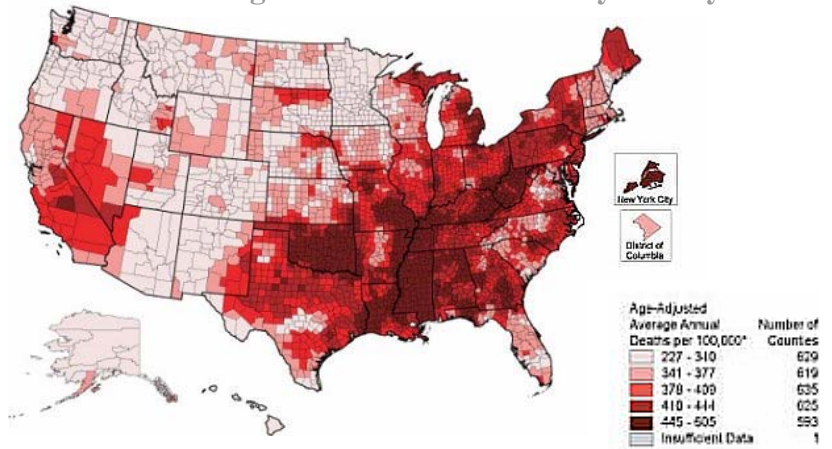 New York City
District of
Columbia
Age-Adjusted
Average Annual
Deaths per 100,000*
Number of
Counties
227 - 340 629
341 - 377 619
378 - 409 635
410 - 444 625
445 - 605 593
Insufficient Data 1